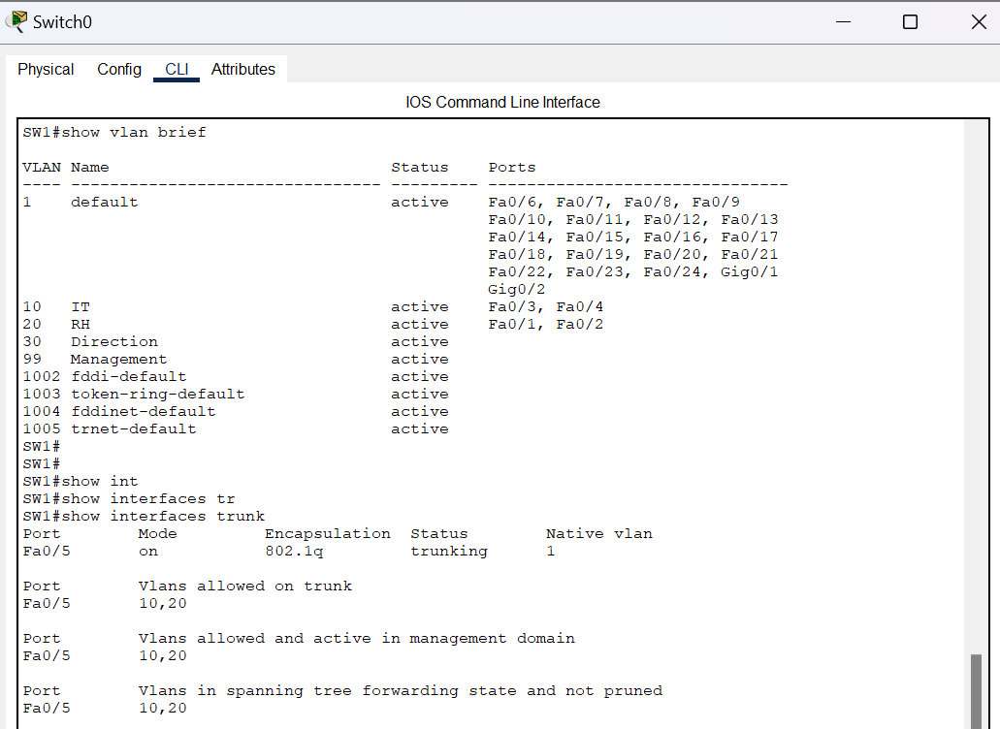 Switch0
Physical Config CLI Attributes
IOS Command Line Interface
SW1#show vlan brief
VLAN Name                             Status    Ports
---- -------------------------------- --------- -------------------------------
1    default                          active    Fa0/6, Fa0/7, Fa0/8, Fa0/9
                                                Fa0/10, Fa0/11, Fa0/12, Fa0/13
                                                Fa0/14, Fa0/15, Fa0/16, Fa0/17
                                                Fa0/18, Fa0/19, Fa0/20, Fa0/21
                                                Fa0/22, Fa0/23, Fa0/24, Gig0/1
                                                Gig0/2
10   IT                               active    Fa0/3, Fa0/4
20   RH                               active    Fa0/1, Fa0/2
30   Direction                        active
99   Management                       active
1002 fddi-default                     active
1003 token-ring-default               active
1004 fddinet-default                  active
1005 trnet-default                    active
SW1#
SW1#
SW1#show int
SW1#show interfaces tr
SW1#show interfaces trunk
Port        Mode         Encapsulation  Status        Native vlan
Fa0/5       on           802.1q         trunking      1
Port        Vlans allowed on trunk
Fa0/5       10,20
Port        Vlans allowed and active in management domain
Fa0/5       10,20
Port        Vlans in spanning tree forwarding state and not pruned
Fa0/5       10,20